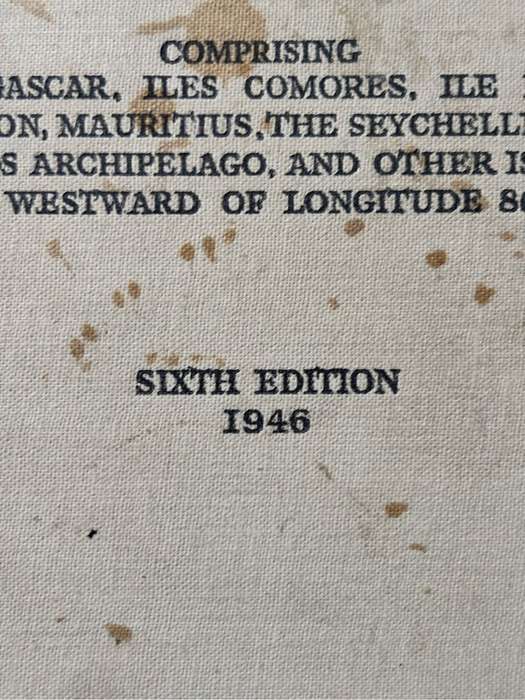 COMPRISING
ASCAR, ILES COMORES, ILE
ON, MAURITIUS, THE SEYCHELL
S ARCHIPELAGO, AND OTHER IS
WESTWARD OF LONGITUDE 8
SIXTH EDITION
1946